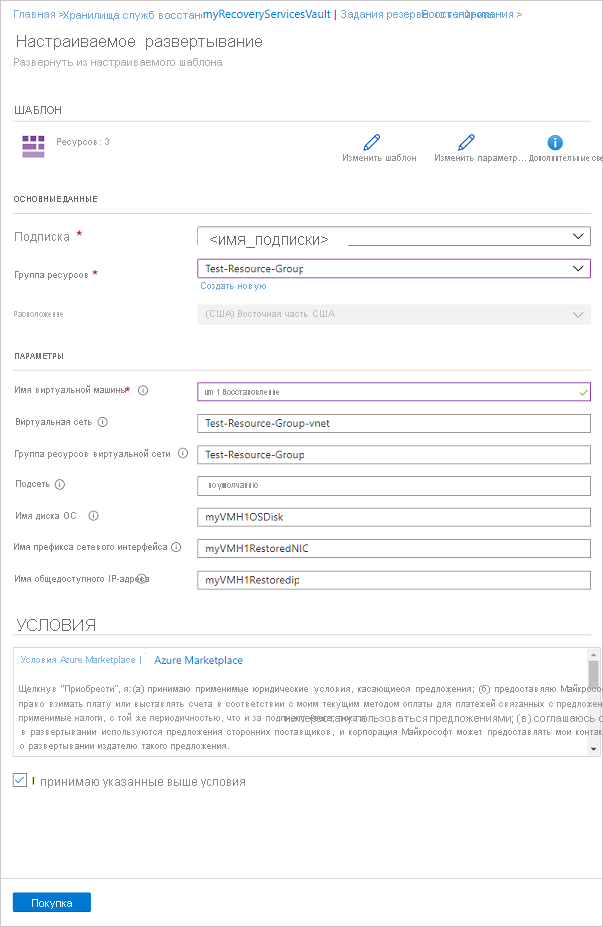 Главная > Хранилища служб восстан myRecoveryServicesVault | Задания резерв Восстановления >
Настраиваемое развертывание
Развернуть из настраиваемого шаблона
ШАБЛОН
Ресурсов: 3
Изменить шаблон
Изменить параметр...
Дополнительные све
ОСНОВНЫЕ ДАННЫЕ
Подписка *
<имя_подписки>
Группа ресурсов *
Test-Resource-Group
Создать новую
Расположение
(США) Восточная часть США
ПАРАМЕТРЫ
Имя виртуальной машины*
1 Восстановление
Виртуальная сеть
Test-Resource-Group-vnet
Группа ресурсов виртуальной сети
Test-Resource-Group
Подсеть
поумолчанию
Имя диска ОС
myVMH1OSDisk
Имя префикса сетевого интерфейса
myVMH1RestoredNIC
Имя общедоступного IP-адреса
myVMH1Restoredip
УСЛОВИЯ
Условия Azure Marketplace | Azure Marketplace
Щелкнув "Приобрести", я:(а) принимаю применимые юридические условия, касающиеся предложения; (б) предоставляю Майкросо
право взимать плату или выставлять счета в соответствии с моим текущим методом оплаты для платежей связанных с предложен
применимые налоги, с той же периодичностью, что и за подписку пользоваться предложениями; (в) соглашаюсь с
в развертывании используются предложения сторонних поставщиков, и корпорация Майкрософт может предоставлять мои конта
о развертывании издателю такого предложения.
принимаю указанные выше условия
Покупка